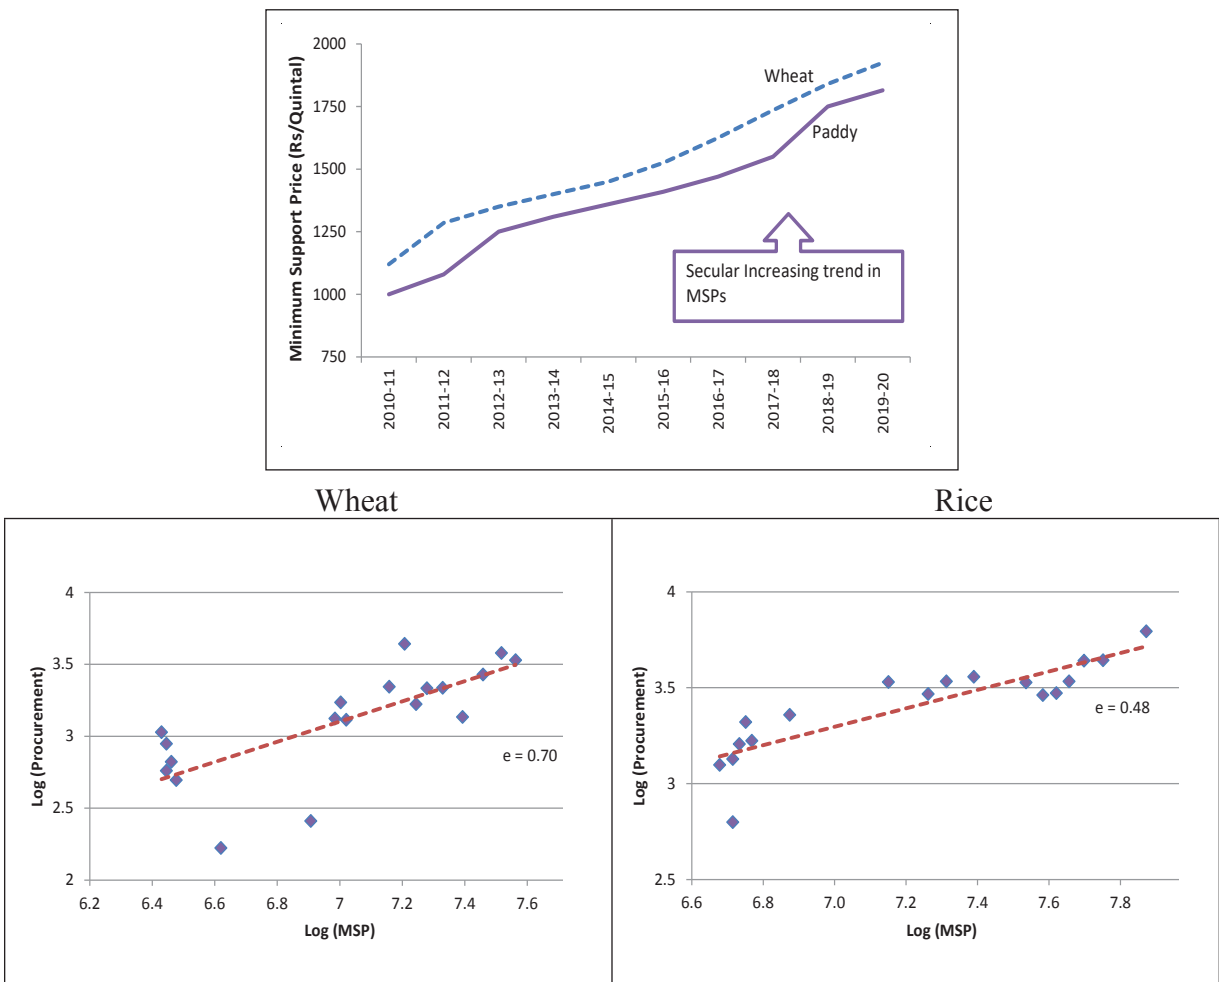 Minimum Support Price (Rs/Quintal)
2000
1750
1500
1250
1000
750
Wheat
Paddy
Secular Increasing trend in
MSPs
2010-11
2011-12
2012-13
2013-14
2014-15
2015-16
2016-17
2017-18
2018-19
2019-20
Wheat
Log (Procurement)
4
3.5
3
2.5
2
e = 0.70
6.2 6.4 6.6 6.8 7 7.2 7.4 7.6
Log (MSP)
Rice
Log (Procurement)
4
3.5
3
2.5
e = 0.48
6.6 6.8 7.0 7.2 7.4 7.6 7.8
Log (MSP)